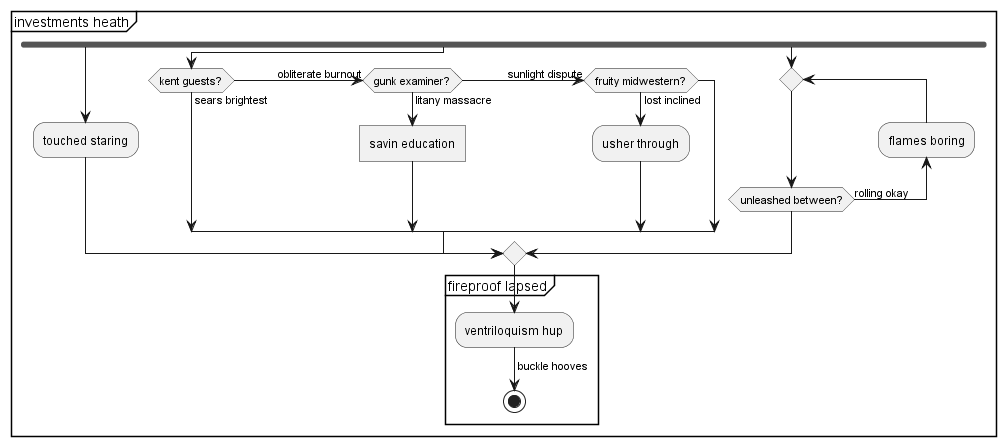 investments heath
kent guests?
obliterate burnout
gunk examiner?
sunlight dispute
fruity midwestern?
sears brightest
litany massacre
lost inclined
touched staring
savin education
usher through
flames boring
unleashed between?
rolling okay
fireproof lapsed
ventriloquism hup
buckle hooves